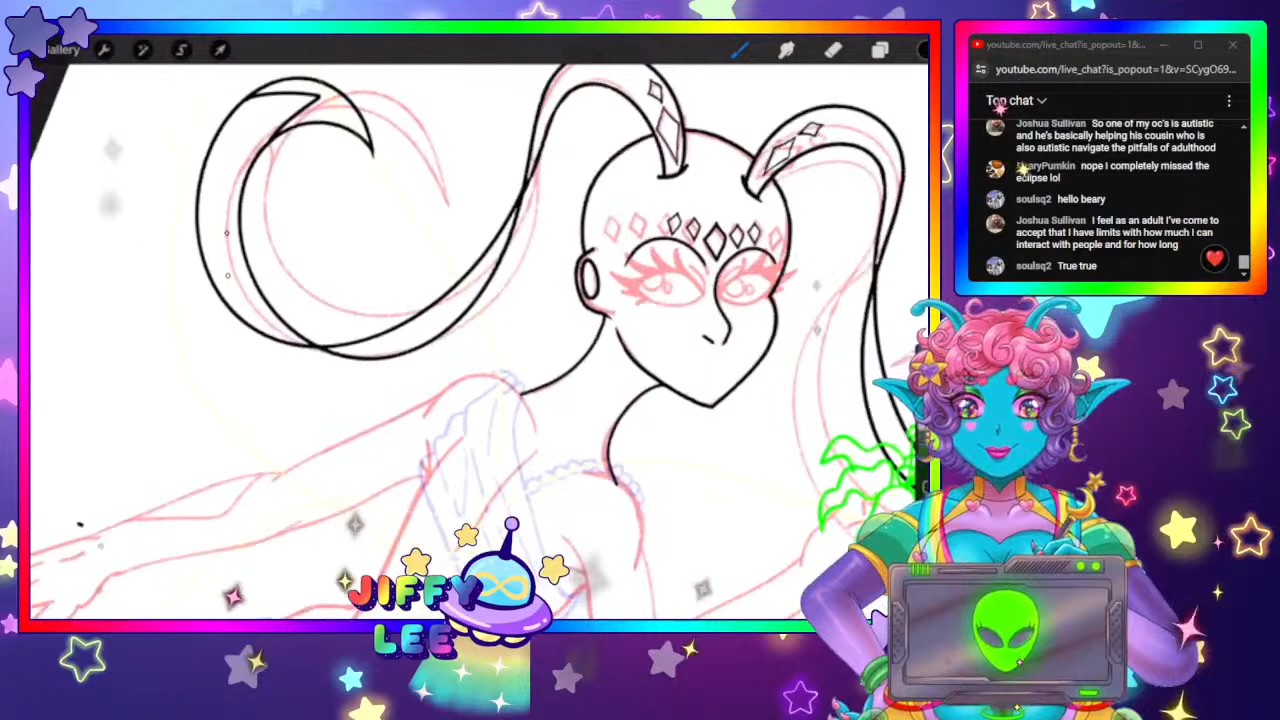 Gallery
youtube.com/live_chat?is_popout=1&...
youtube.com/live_chat?is_popout=1&v=SCygO69...
Top chat
Joshua Sullivan So one of my oc's is autistic
and he's basically helping his cousin who is
also autistic navigate the pitfalls of adulthood
nope I completely missed the
eclipse lol
soulsq2 hello beary
Joshua Sullivan I feel as an adult I've come to
accept that I have limits with how much I can
interact with people and for how long
soulsq2 True true
JIFFY
LEE